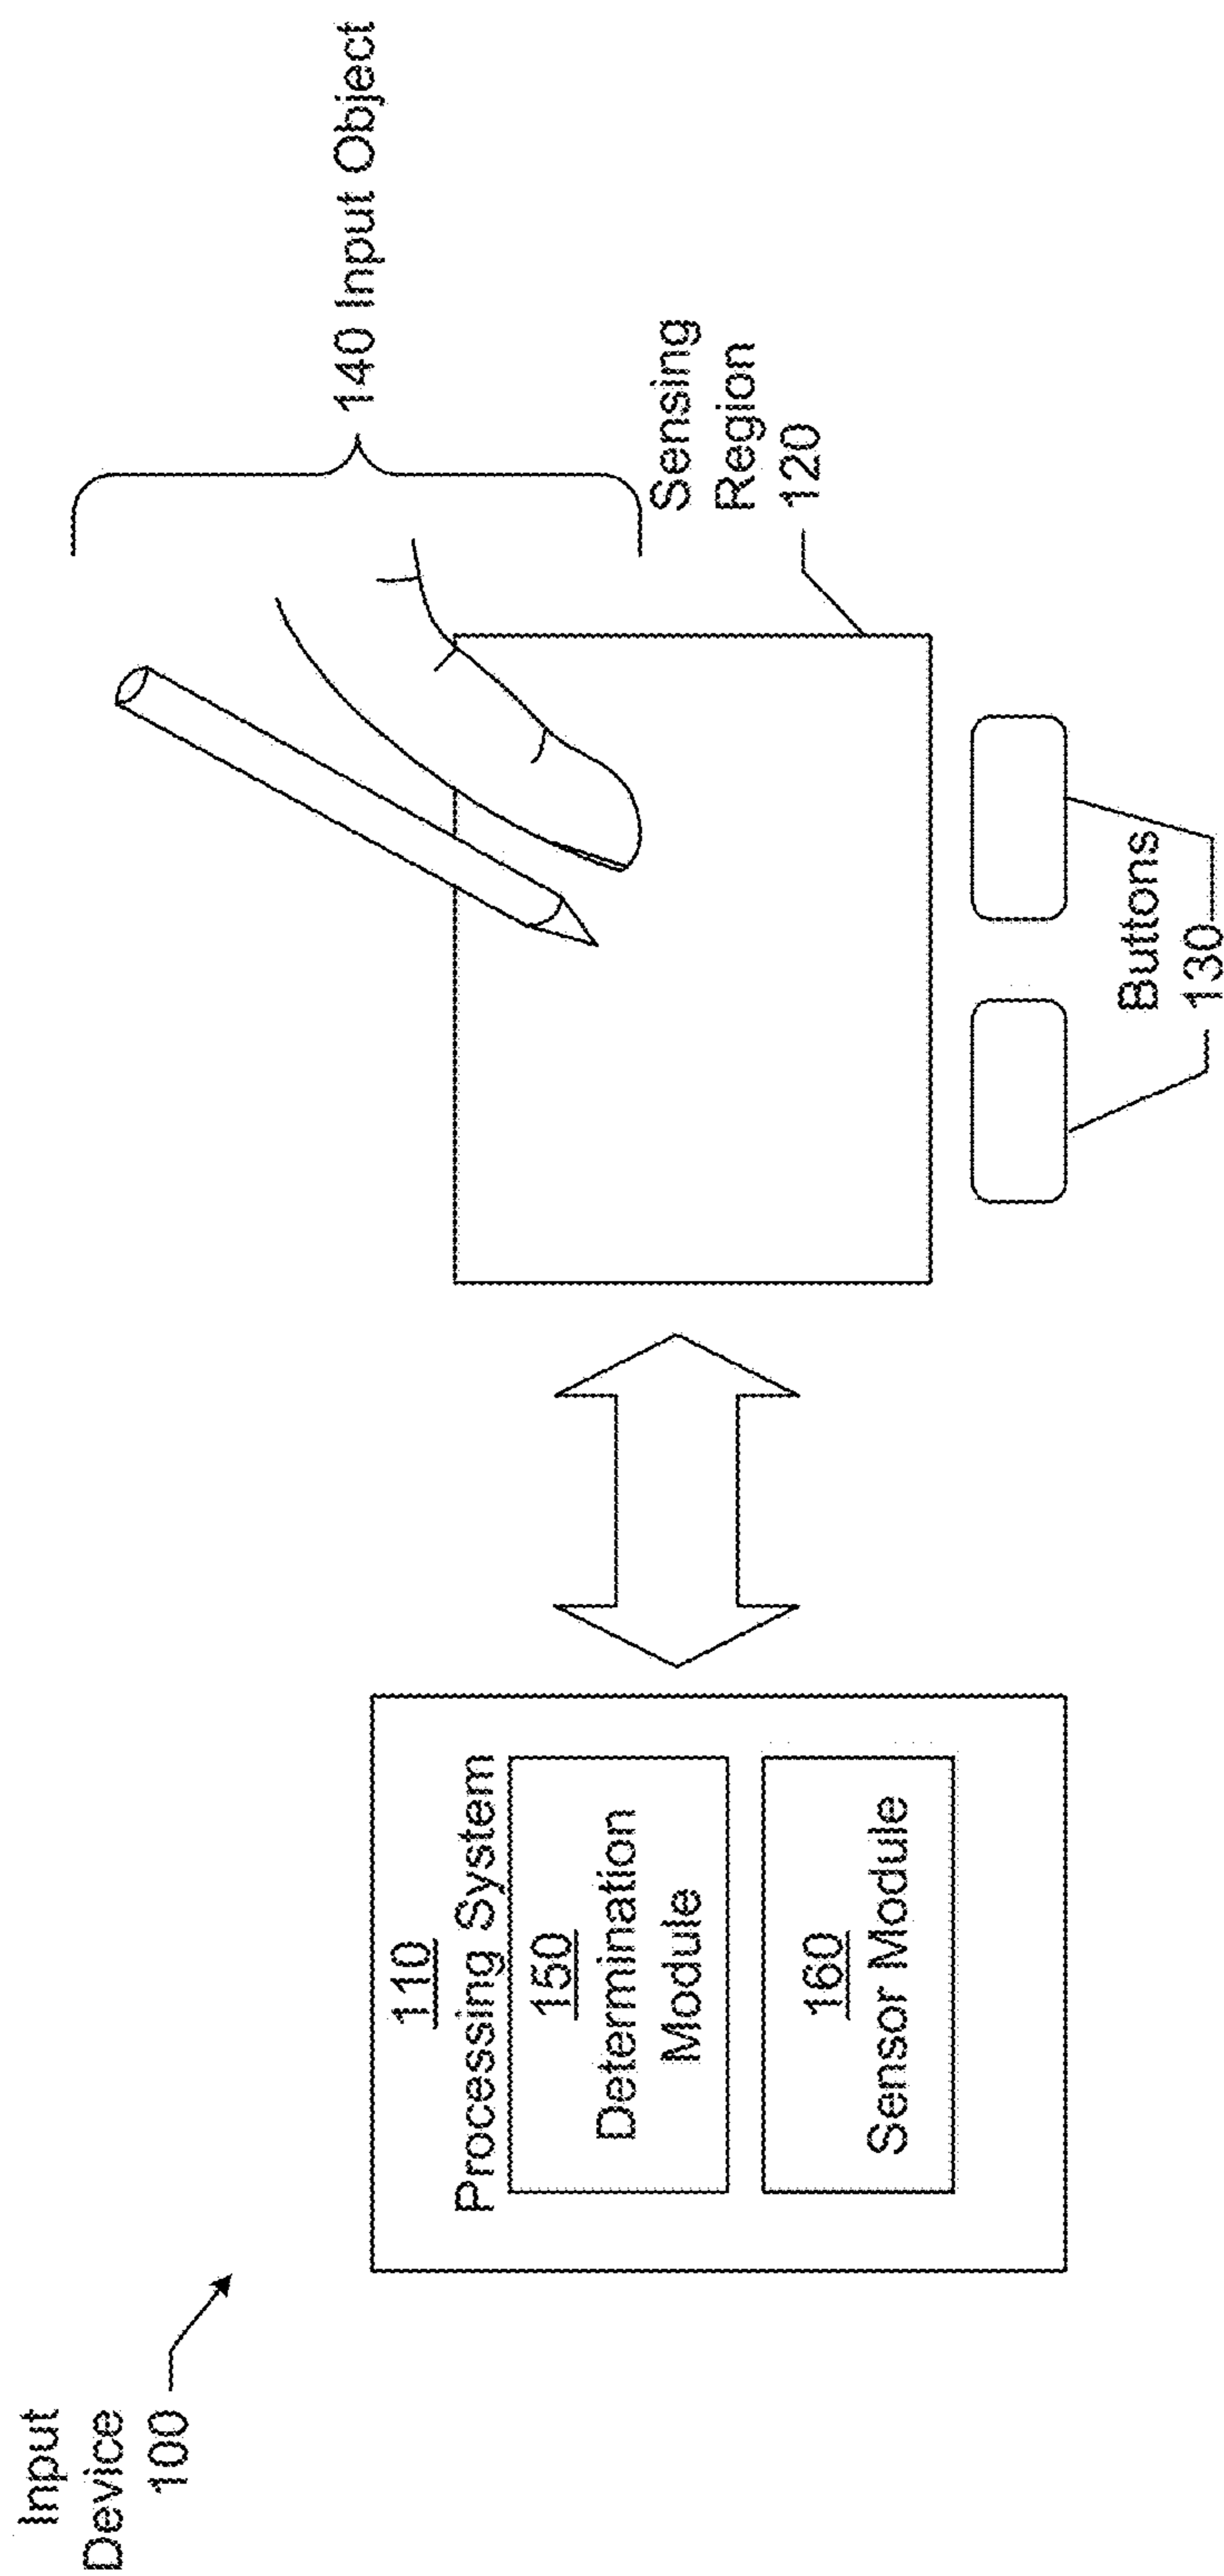 Input
Device
100
110
Processing System
150
Determination
Module
160
Sensor Module
140 Input Object
Sensing
Region
120
Buttons
130